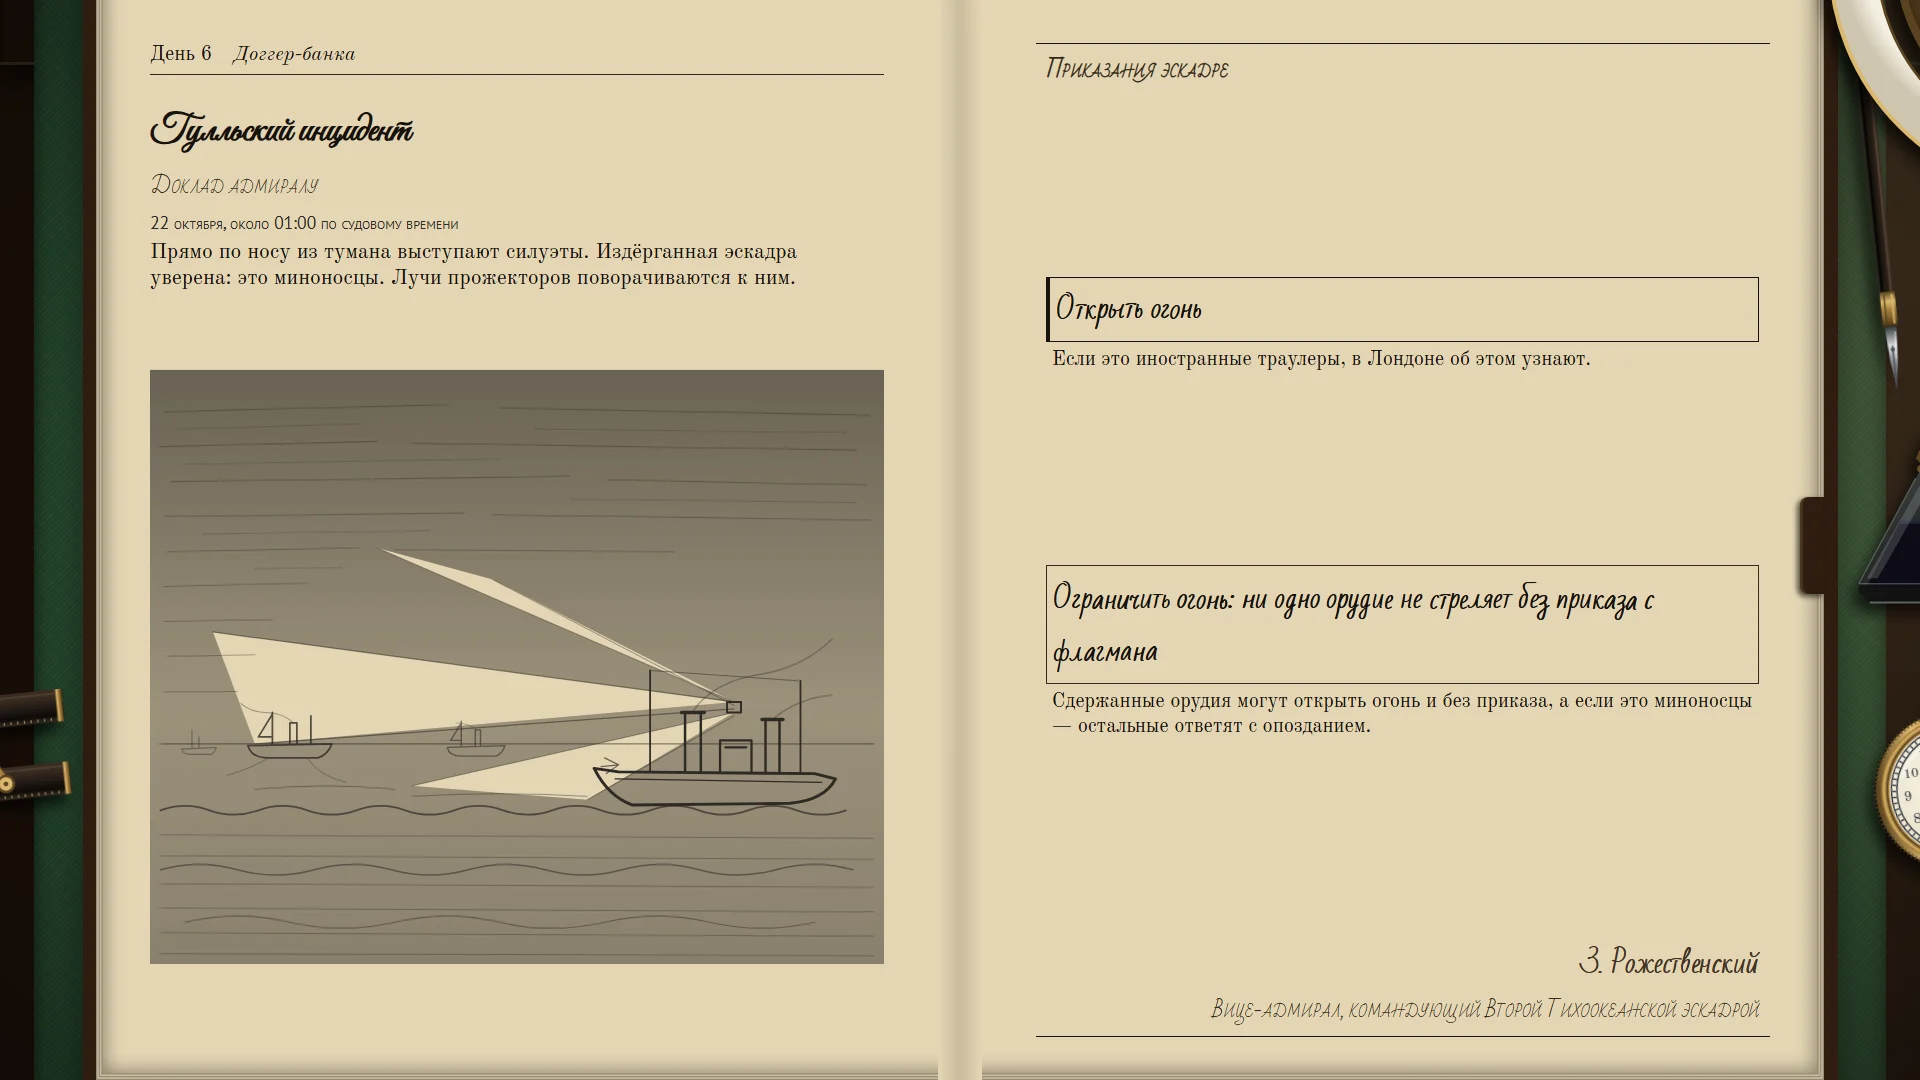 День 6 Доггер-банка
Гулльский инцидент
Доклад адмиралу
22 октября, около 01:00 по судовому времени
Прямо по носу из тумана выступают силуэты. Издёрганная эскадра
уверена: это миноносцы. Лучи прожекторов поворачиваются к ним.
Приказания эскадре
Открыть огонь
Если это иностранные траулеры, в Лондоне об этом узнают.
Ограничить огонь: ни одно орудие не стреляет без приказа с
флагмана
Сдержанные орудия могут открыть огонь и без приказа, а если это миноносцы
— остальные ответят с опозданием.
З. Рожественский
Вице-адмирал, командующий Второй Тихоокеанской эскадрой
10
9
8